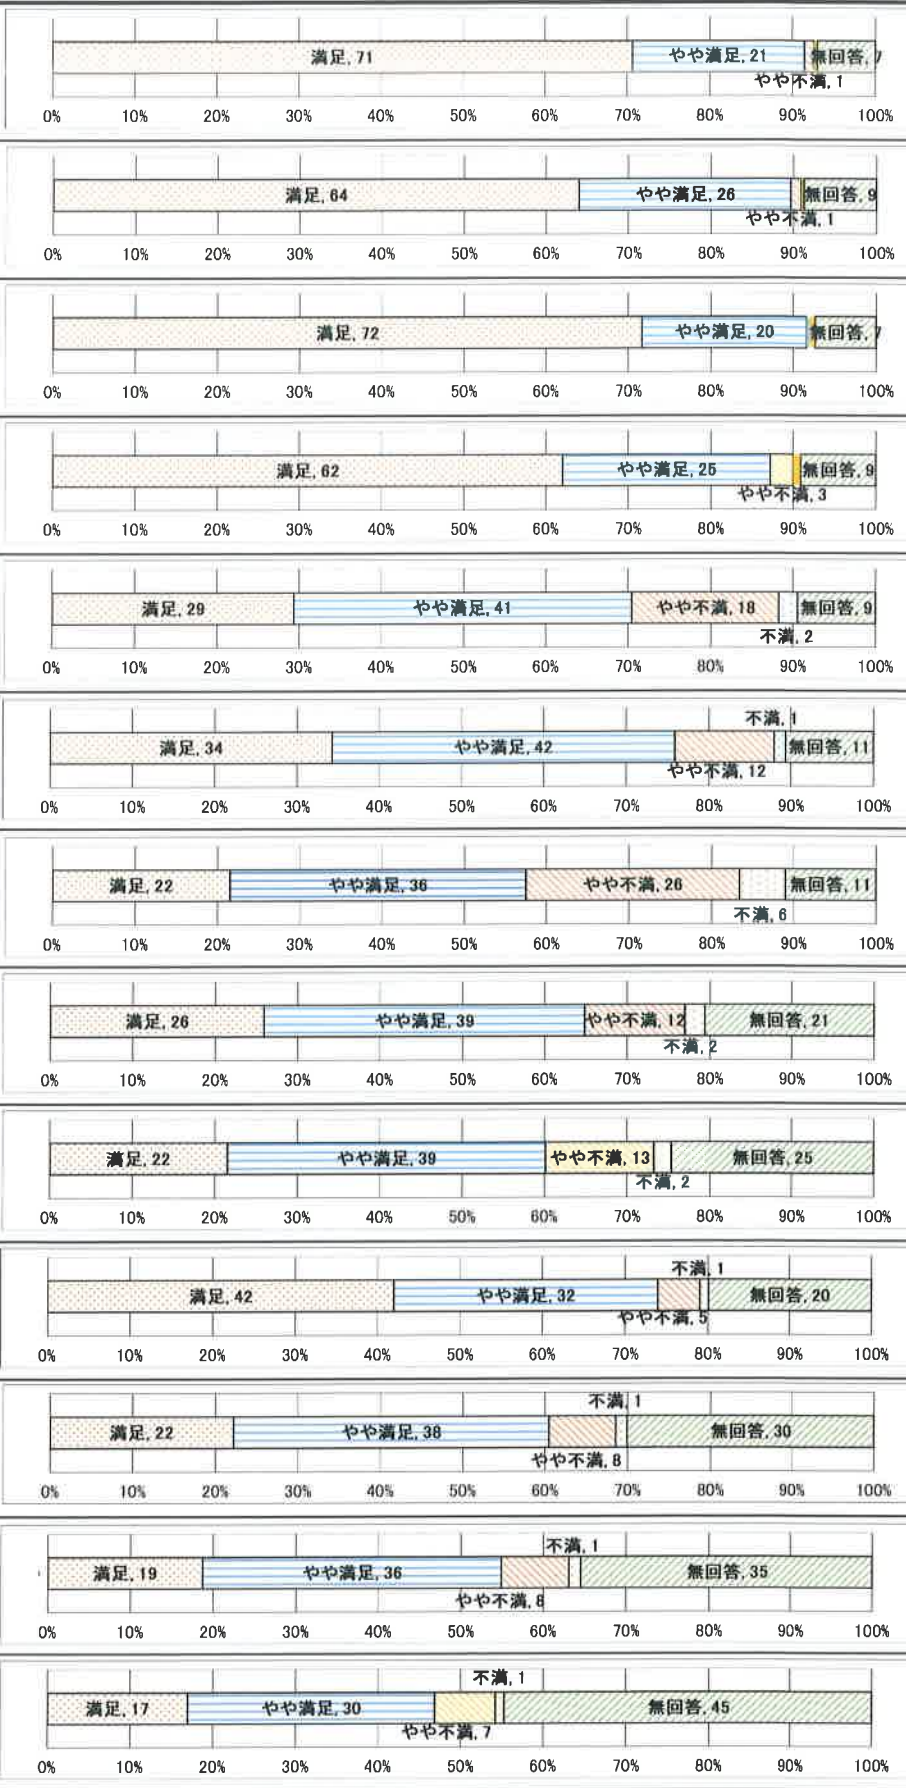 満足, 71 やや満足, 21 無回答, 7
やや不満, 1
0% 10% 20% 30% 40% 50% 60% 70% 80% 90% 100%
満足, 64 やや満足, 26 無回答, 9
やや不満, 1
0% 10% 20% 30% 40% 50% 60% 70% 80% 90% 100%
満足, 72 やや満足, 20 無回答, 7
0% 10% 20% 30% 40% 50% 60% 70% 80% 90% 100%
満足, 62 やや満足, 25 無回答, 9
やや不満, 3
0% 10% 20% 30% 40% 50% 60% 70% 80% 90% 100%
満足, 29 やや満足, 41 やや不満, 18 無回答, 9
不満, 2
0% 10% 20% 30% 40% 50% 60% 70% 80% 90% 100%
不満, 1
満足, 34 やや満足, 42 無回答, 11
やや不満, 12
0% 10% 20% 30% 40% 50% 60% 70% 80% 90% 100%
満足, 22 やや満足, 36 やや不満, 26 無回答, 11
不満, 6
0% 10% 20% 30% 40% 50% 60% 70% 80% 90% 100%
満足, 26 やや満足, 39 やや不満, 12 無回答, 21
不満, 2
0% 10% 20% 30% 40% 50% 60% 70% 80% 90% 100%
満足, 22 やや満足, 39 やや不満, 13 無回答, 25
不満, 2
0% 10% 20% 30% 40% 50% 60% 70% 80% 90% 100%
不満, 1
満足, 42 やや満足, 32 無回答, 20
やや不満, 5
0% 10% 20% 30% 40% 50% 60% 70% 80% 90% 100%
不満, 1
満足, 22 やや満足, 38 無回答, 30
やや不満, 8
0% 10% 20% 30% 40% 50% 60% 70% 80% 90% 100%
不満, 1
満足, 19 やや満足, 36 無回答, 35
やや不満, 8
0% 10% 20% 30% 40% 50% 60% 70% 80% 90% 100%
不満, 1
満足, 17 やや満足, 30 無回答, 45
やや不満, 7
0% 10% 20% 30% 40% 50% 60% 70% 80% 90% 100%